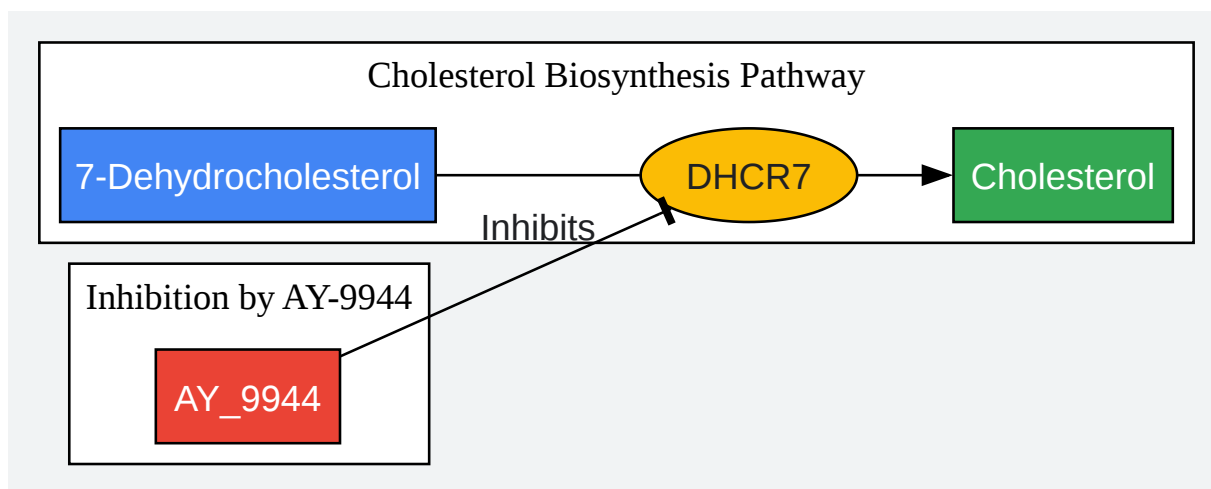 Cholesterol Biosynthesis Pathway
7-Dehydrocholesterol
DHCR7
Cholesterol
Inhibits
Inhibition by AY-9944
AY_9944